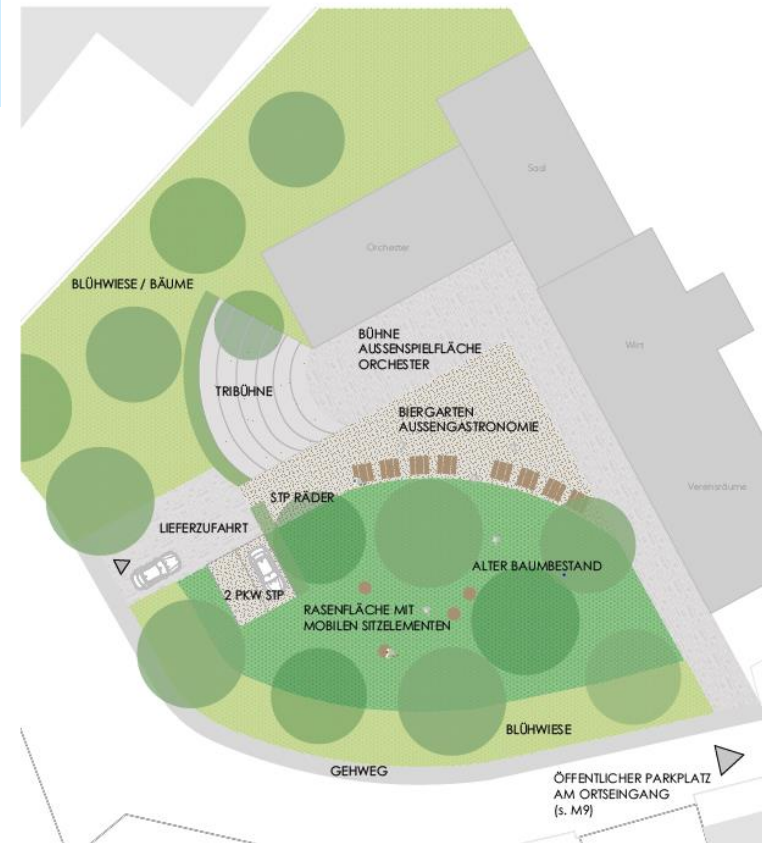 Saal
Orchester
BLÜHWIESE / BÄUME
BÜHNE
AUSSENSPIELFLÄCHE
ORCHESTER
Wirt
TRIBÜHNE
BIERGARTEN
AUSSENGASTRONOMIE
Vereinsräume
STP RÄDER
LIEFERZUFAHRT
ALTER BAUMBESTAND
2 PKW STP
RASENFLÄCHE MIT
MOBILEN SITZELEMENTEN
BLÜHWIESE
GEHWEG
ÖFFENTLICHER PARKPLATZ
AM ORTSEINGANG
(s. M9)